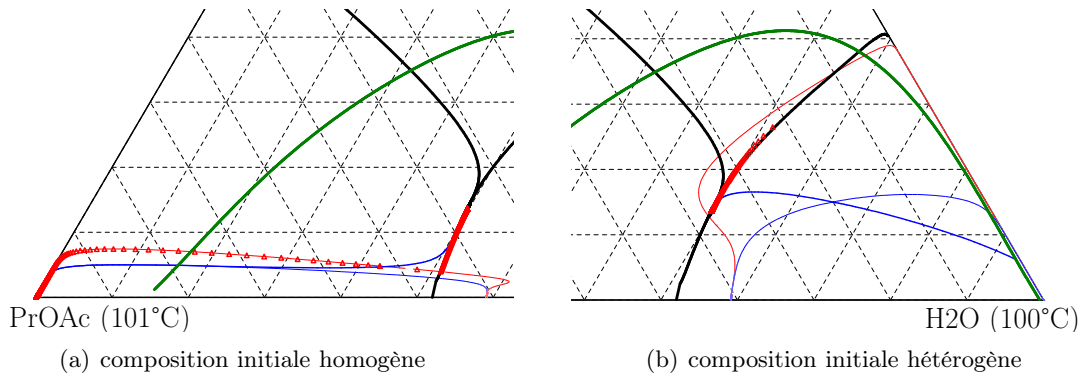 PrOAc (101°C)
H2O (100°C)
(a) composition initiale homogène
(b) composition initiale hétérogène